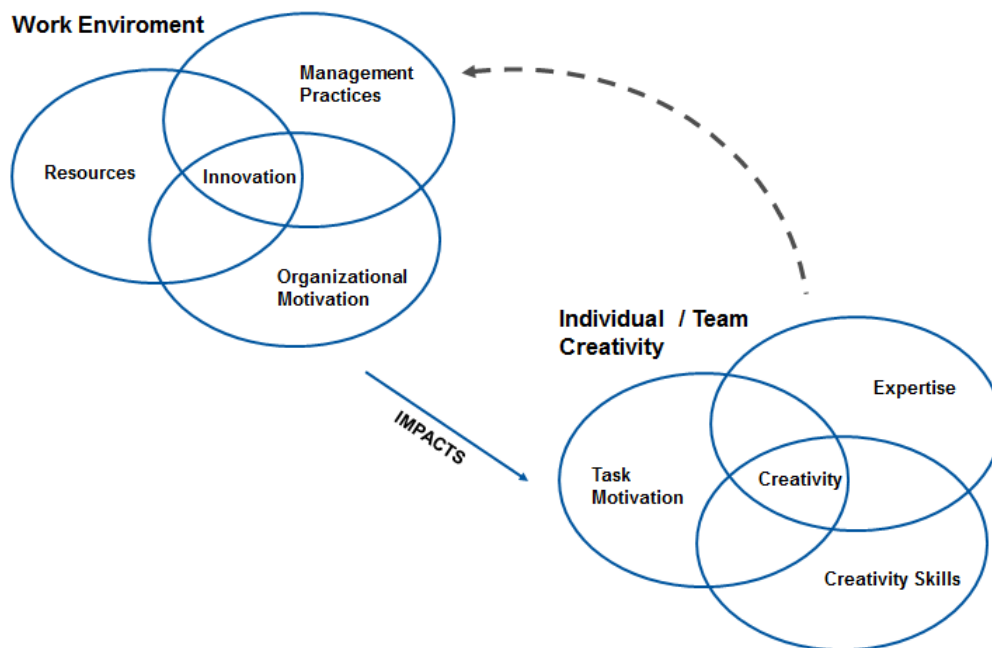 Work Enviroment
Management
Practices
Resources
Innovation
Organizational
Motivation
IMPACTS
Individual / Team
Creativity
Expertise
Task
Motivation
Creativity
Creativity Skills